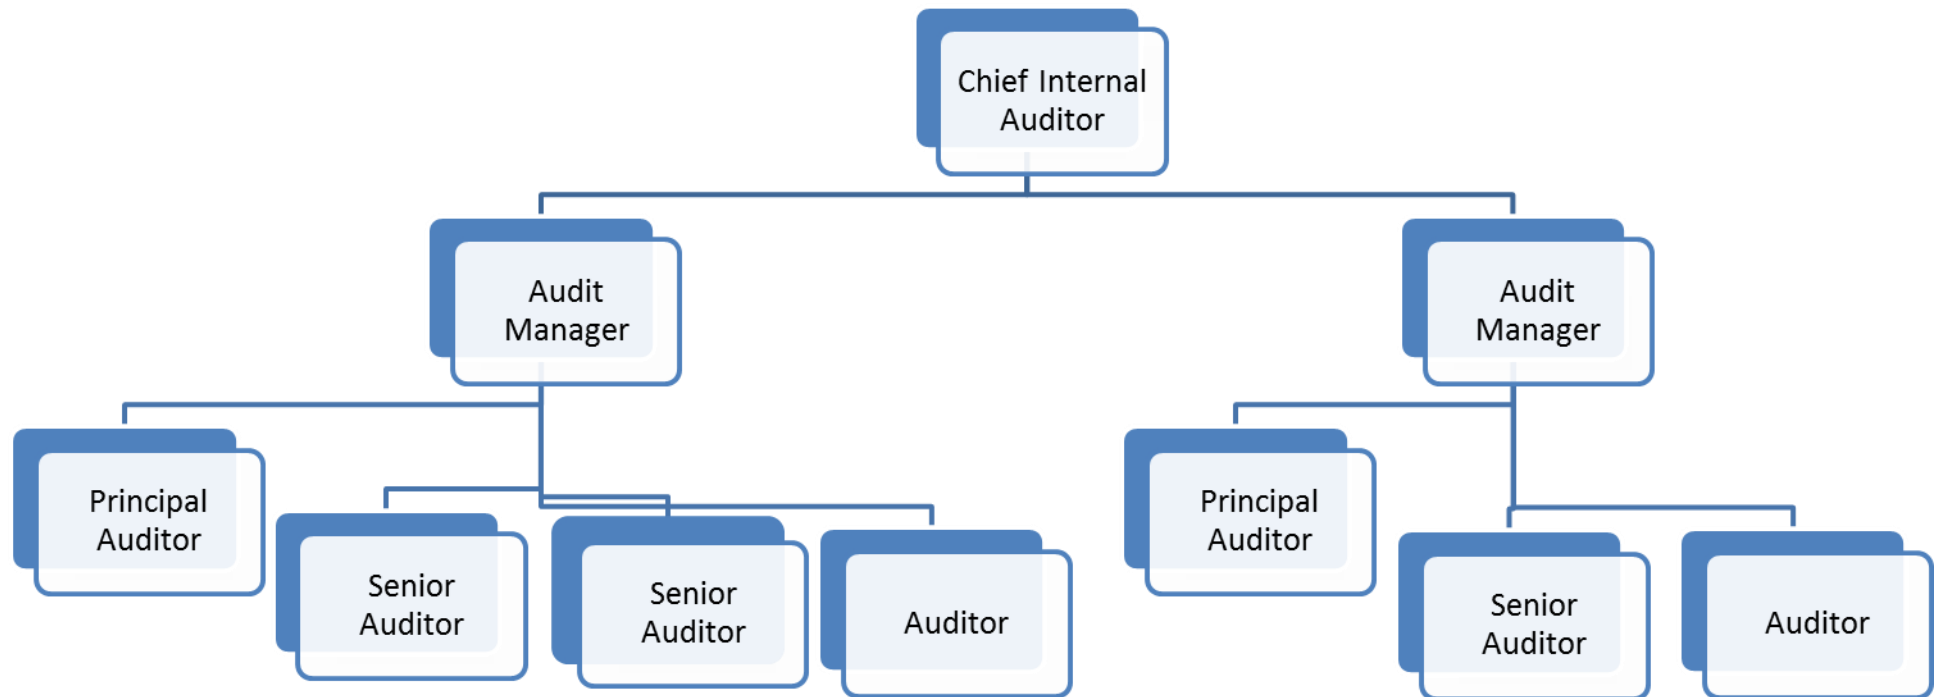 Chief Internal
Auditor
Audit
Manager
Audit
Manager
Principal
Auditor
Senior
Auditor
Senior
Auditor
Auditor
Principal
Auditor
Senior
Auditor
Auditor